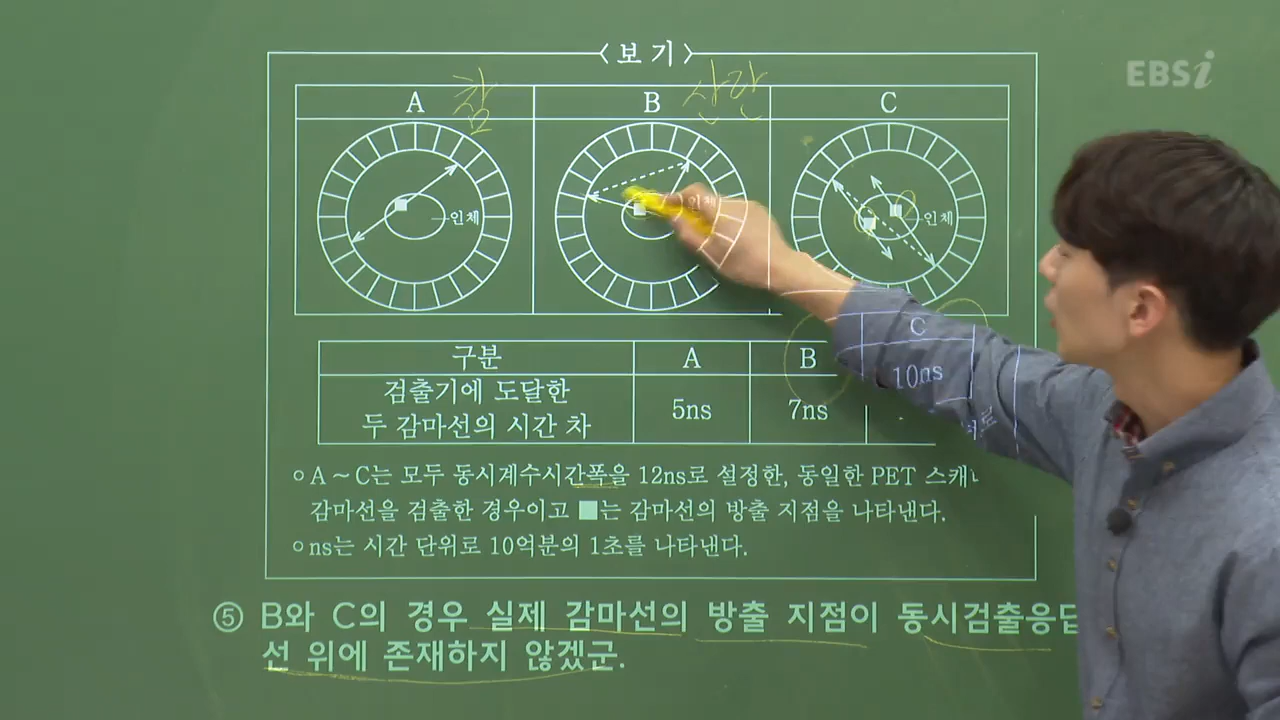 〈보기〉
EBSi
A 참 B 산란 C
인체 인체 인체
구분 A B C
검출기에 도달한 두 감마선의 시간 차 5ns 7ns 10ns
○ A ~ C는 모두 동시계수시간폭을 12ns로 설정한, 동일한 PET 스캐
감마선을 검출한 경우이고 ■는 감마선의 방출 지점을 나타낸다.
○ ns는 시간 단위로 10억분의 1초를 나타낸다.
⑤ B와 C의 경우 실제 감마선의 방출 지점이 동시검출응답
선 위에 존재하지 않겠군.